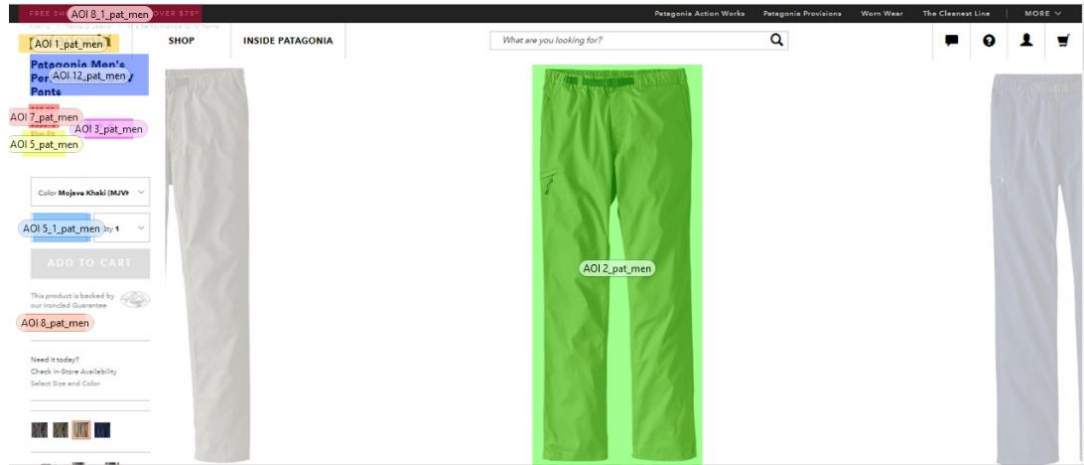 FREE SH
AOI 8_1_pat_men
OVER $75*
Patagonia Action Works
Patagonia Provisions
Worn Wear
The Cleanest Line
MORE
AOI 1_pat_men
SHOP
INSIDE PATAGONIA
What are you looking for?
Patagonia Men's
AOI 12_pat_men
Pants
AOI 7_pat_men
AOI 3_pat_men
AOI 5_pat_men
Color Mojave Khaki (MJVK
AOI 5_1_pat_men
1
ADD TO CART
This product is backed by
our Ironclad Guarantee
AOI 8_pat_men
AOI 2_pat_men
Need it today?
Check In-Store Availability
Select Size and Color